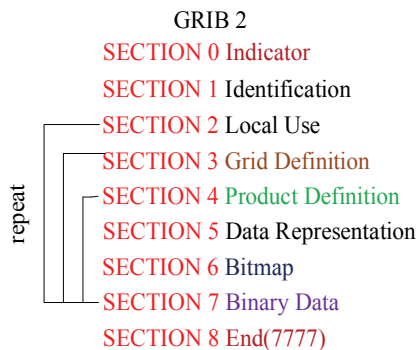 GRIB 2
SECTION 0 Indicator
SECTION 1 Identification
SECTION 2 Local Use
SECTION 3 Grid Definition
SECTION 4 Product Definition
SECTION 5 Data Representation
SECTION 6 Bitmap
SECTION 7 Binary Data
SECTION 8 End(7777)
repeat